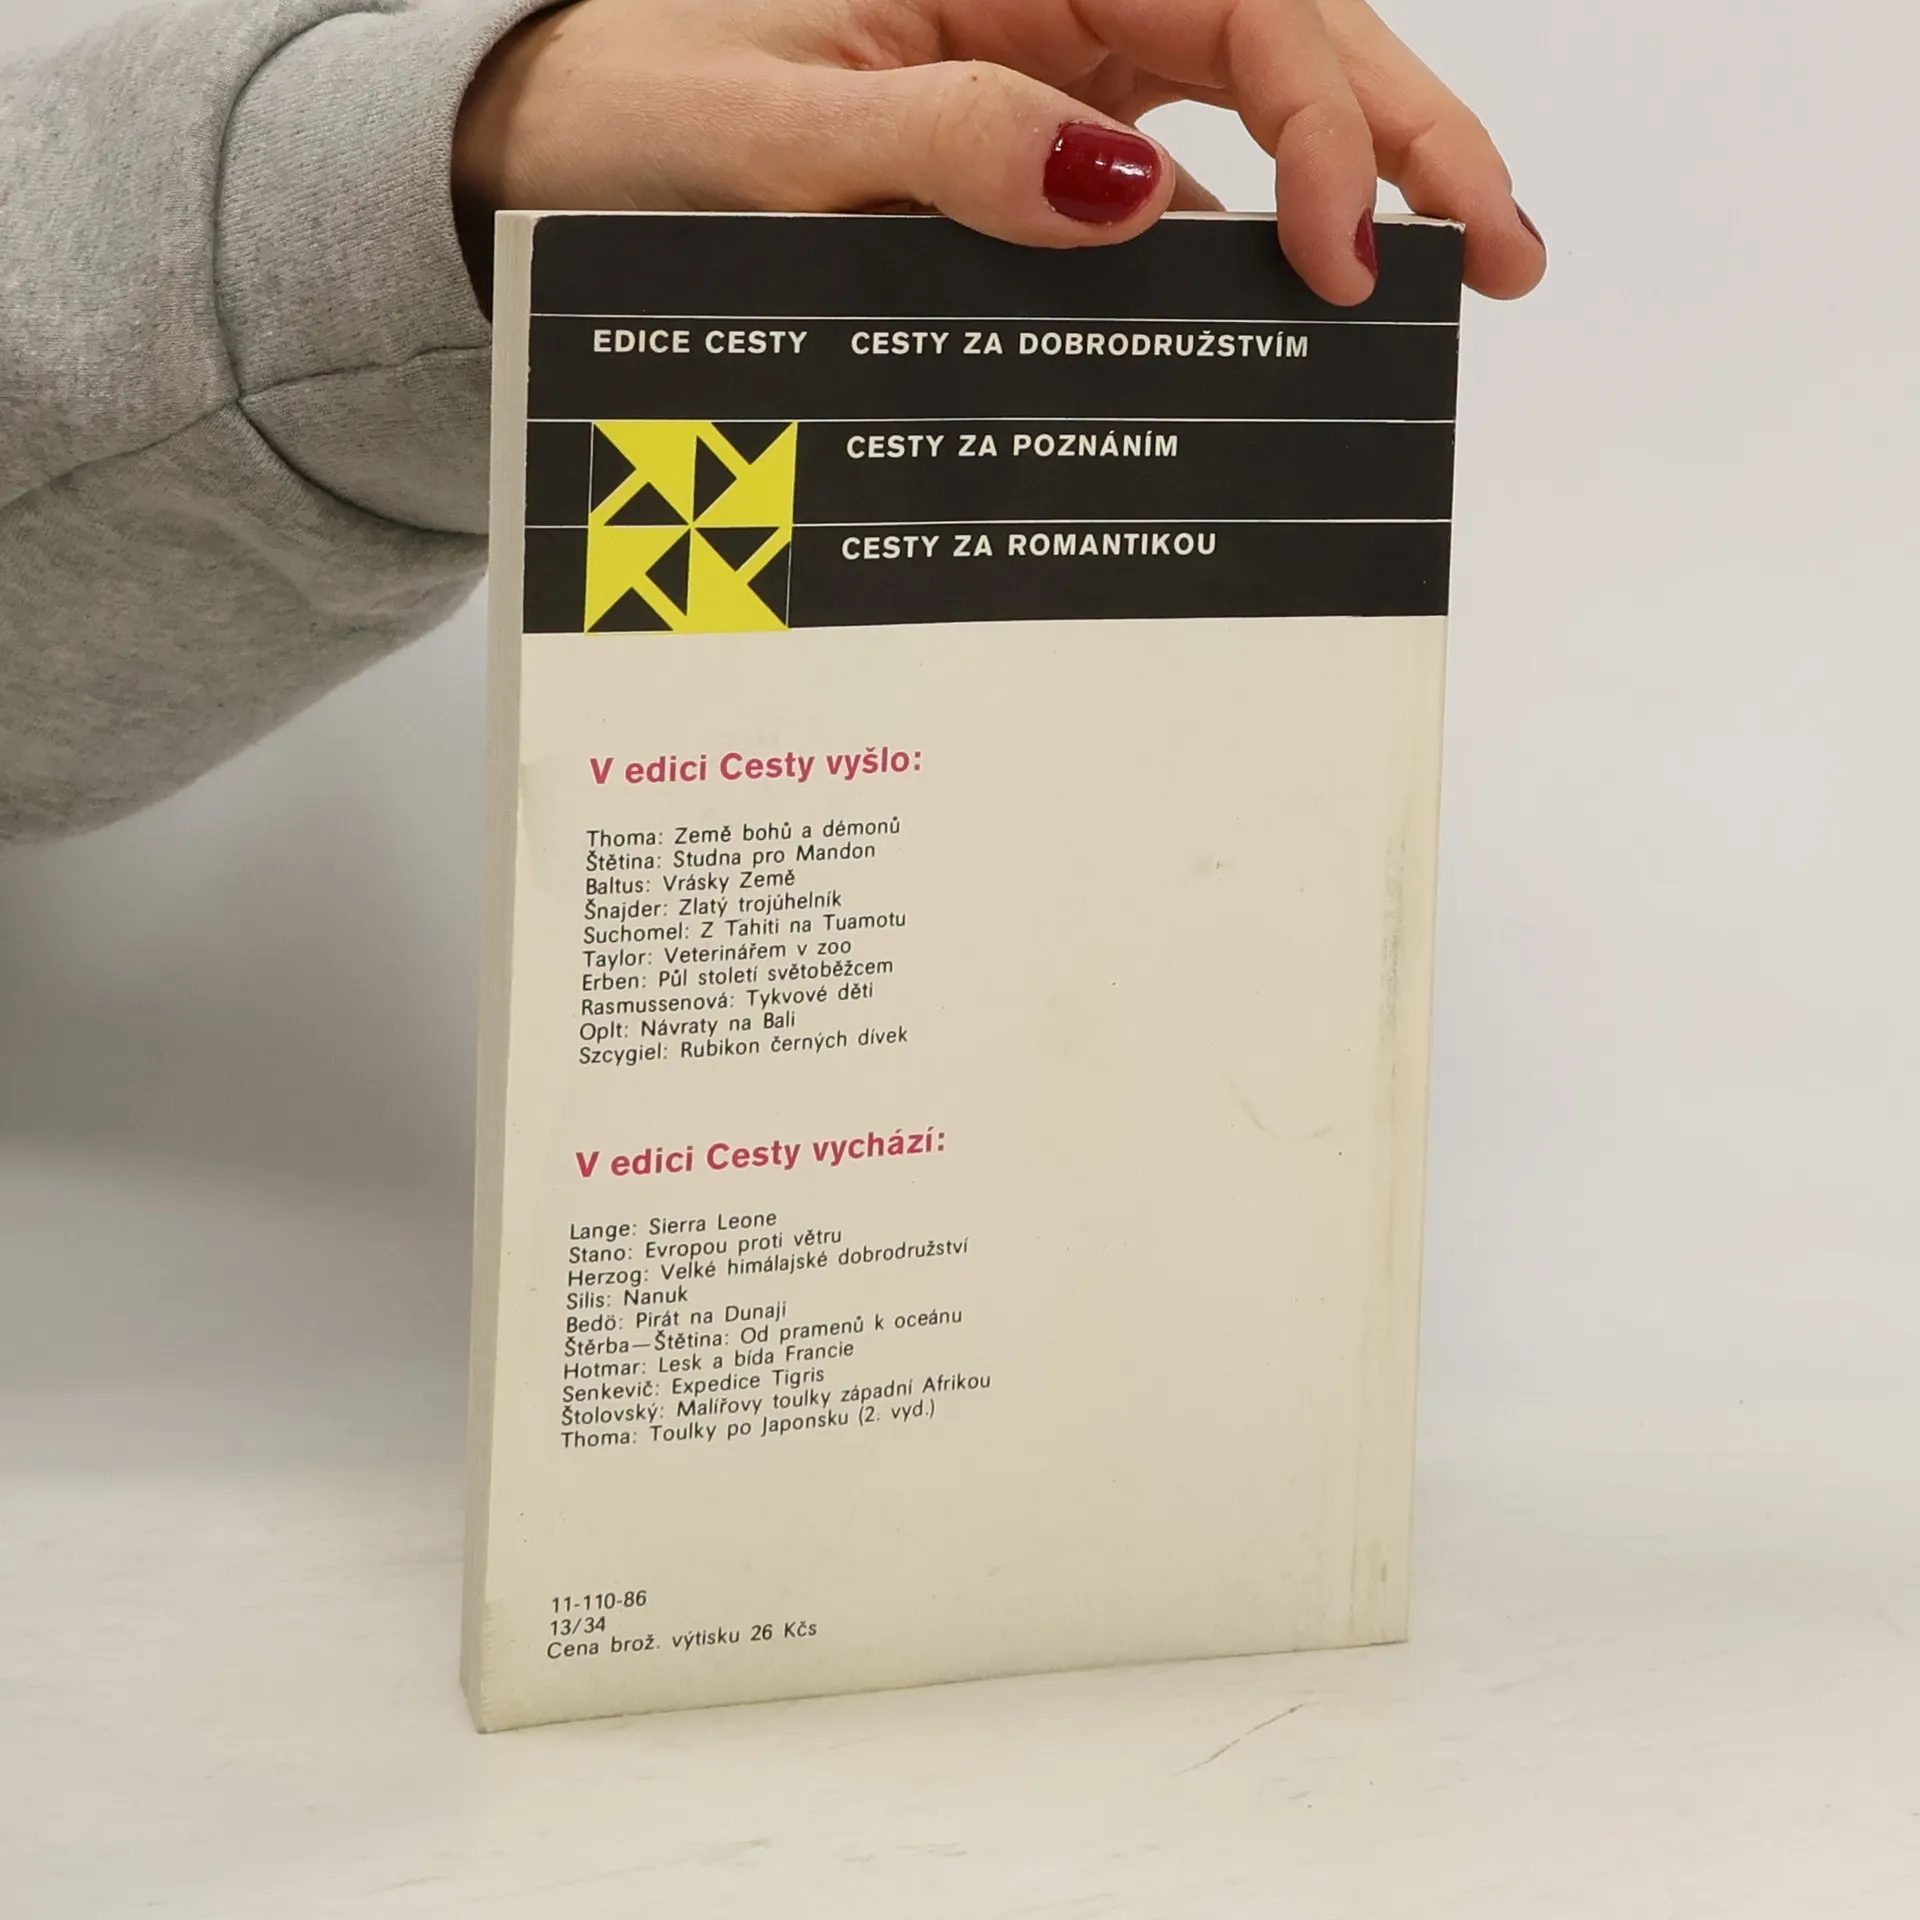 EDICE CESTY CESTY ZA DOBRODRUŽSTVÍM
CESTY ZA POZNÁNÍM
CESTY ZA ROMANTIKOU
V edici Cesty vyšlo:
Thoma: Země bohů a démonů
Štětina: Studna pro Mandon
Baltus: Vrásky Země
Šnajder: Zlatý trojúhelník
Suchomel: Z Tahiti na Tuamotu
Taylor: Veterinářem v zoo
Erben: Půl století světoběžcem
Rasmussenová: Tykvové děti
Oplt: Návraty na Bali
Szcygiel: Rubikon černých dívek
V edici Cesty vychází:
Lange: Sierra Leone
Stano: Evropou proti větru
Herzog: Velké himálajské dobrodružství
Silis: Nanuk
Bedö: Pirát na Dunaji
Štěrba—Štětina: Od pramenů k oceánu
Hotmar: Lesk a bída Francie
Senkevič: Expedice Tigris
Štolovský: Malířovy toulky západní Afrikou
Thoma: Toulky po Japonsku (2. vyd.)
11-110-86
13/34
Cena brož. výtisku 26 Kčs